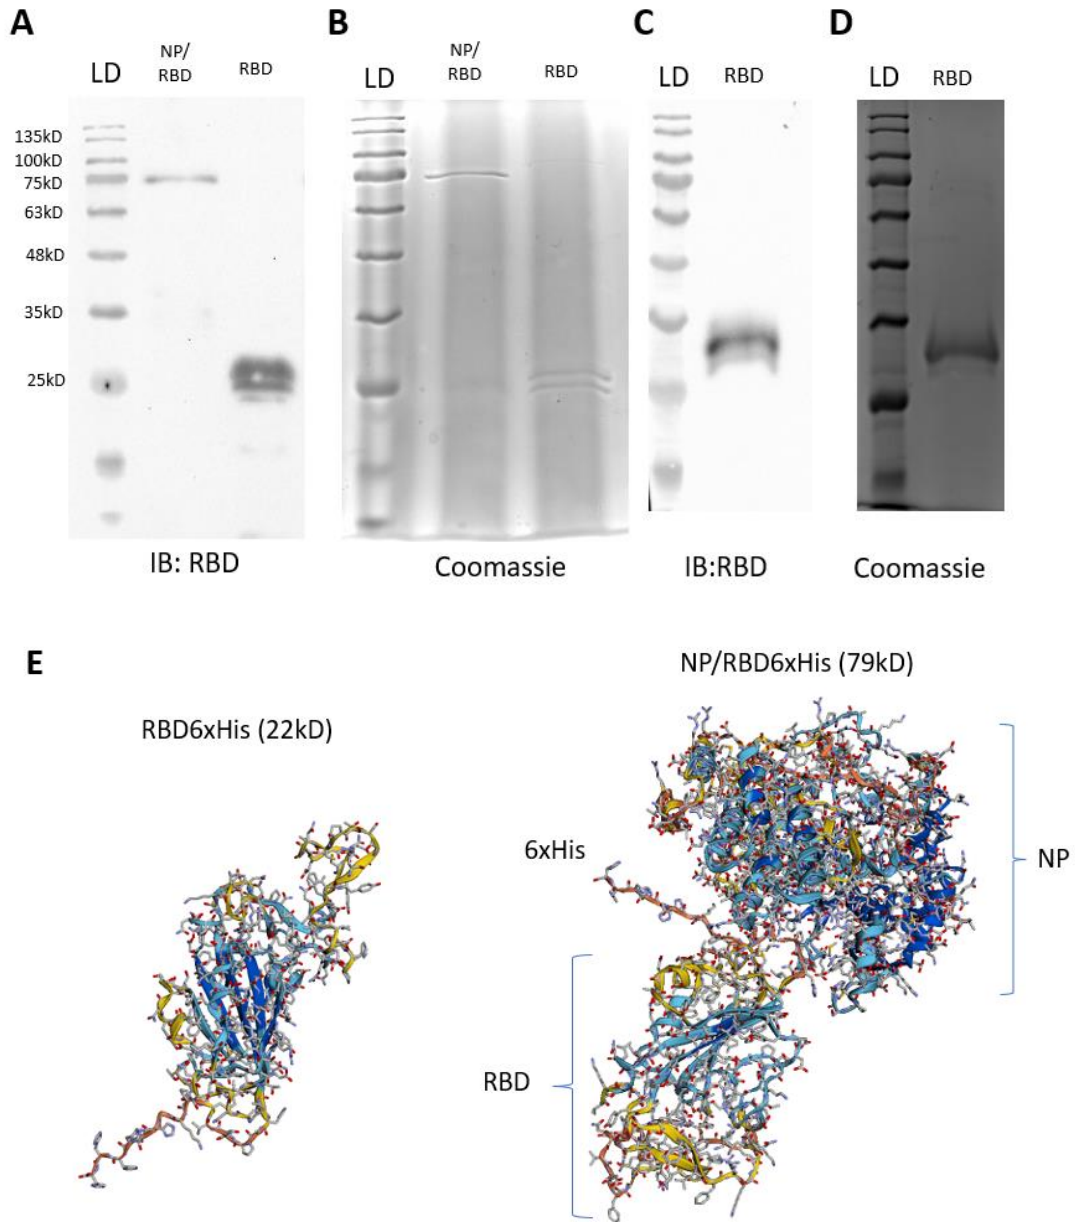 A
B
C
D
LD
NP/
RBD
RBD
LD
NP/
RBD
RBD
LD
RBD
LD
RBD
135kD
100kD
75kD
63kD
48kD
35kD
25kD
IB: RBD
Coomassie
IB:RBD
Coomassie
E
RBD6xHis (22kD)
NP/RBD6xHis (79kD)
6xHis
NP
RBD